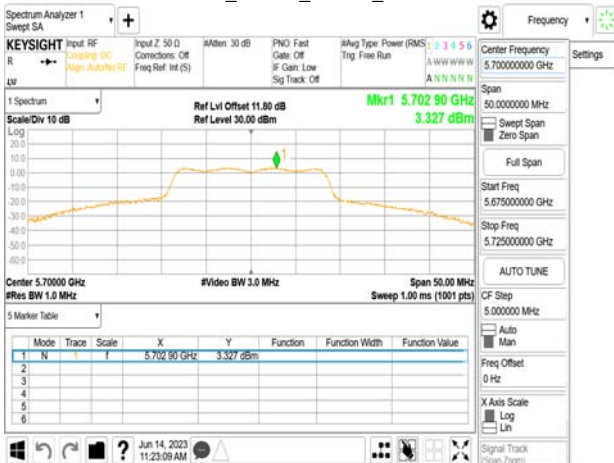 Spectrum Analyzer 1
Swept SA
+
Frequency
KEYSIGHT
R
Input: RF
Coupling: DC
Align: Auto/No RF
Input Z: 50 Ω
Corrections: Off
Freq Ref: Int (S)
#Atten: 30 dB
PNO: Fast
Gate: Off
IF Gain: Low
Sig Track: Off
#Avg Type: Power (RMS
Trig: Free Run
1 2 3 4 5 6
A W W W W W
A N N N N N
1 Spectrum
Scale/Div 10 dB
Ref Lvl Offset 11.80 dB
Ref Level 30.00 dBm
Mkr1 5.702 90 GHz
3.327 dBm
Log
20.0
10.0
0.00
-10.0
-20.0
-30.0
-40.0
-50.0
-60.0
1
Center 5.70000 GHz
#Res BW 1.0 MHz
#Video BW 3.0 MHz
Span 50.00 MHz
Sweep 1.00 ms (1001 pts)
5 Marker Table
Mode Trace Scale X Y Function Function Width Function Value
1 N 1 f 5.702 90 GHz 3.327 dBm
2
3
4
5
6
?
Jun 14, 2023
11:23:09 AM
Center Frequency
5.700000000 GHz
Settings
Span
50.0000000 MHz
Swept Span
Zero Span
Full Span
Start Freq
5.675000000 GHz
Stop Freq
5.725000000 GHz
AUTO TUNE
CF Step
5.000000 MHz
Auto
Man
Freq Offset
0 Hz
X Axis Scale
Log
Lin
Signal Track
(Span Zoom)